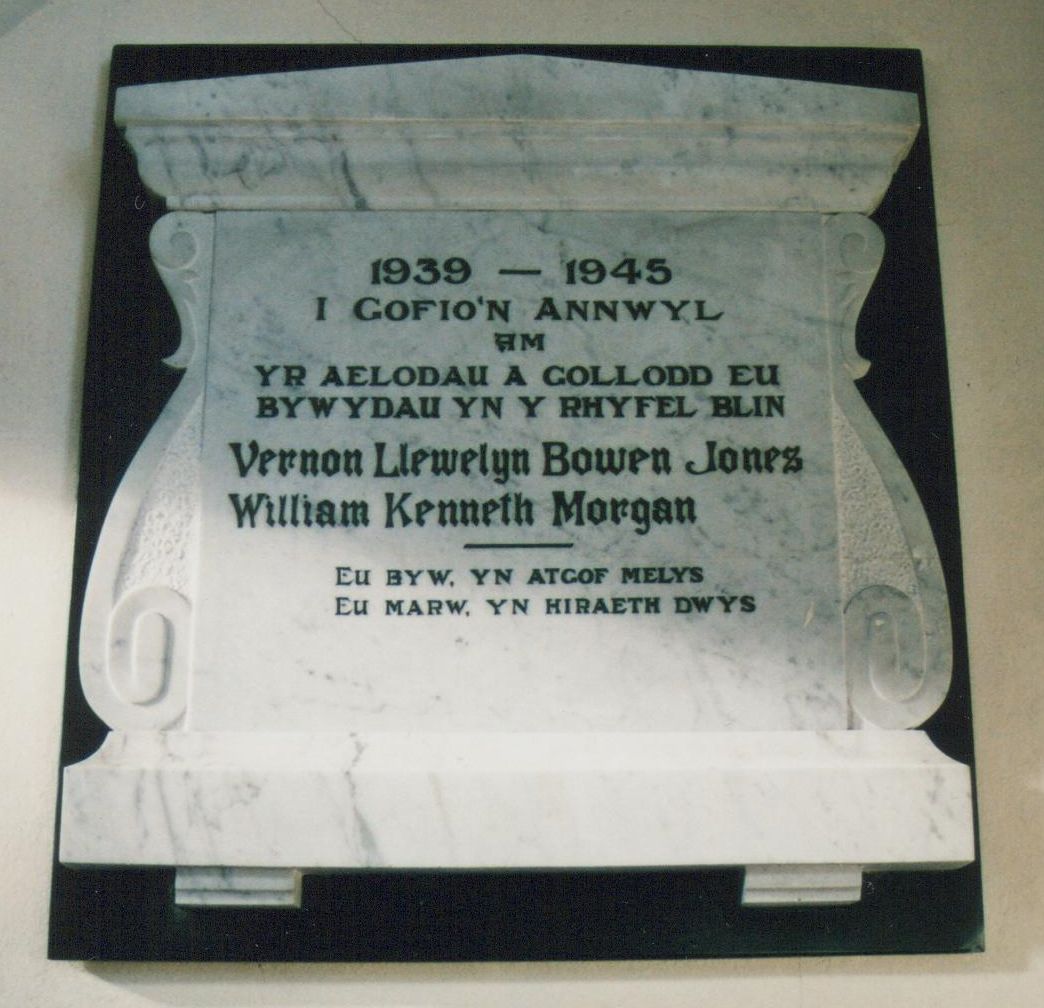 1939 — 1945
I GOFIO'N ANNWYL
AM
YR AELODAU A GOLLODD EU
BYWYDAU YN Y RHYFEL BLIN
Vernon Llewelyn Bowen Jones
William Kenneth Morgan
EU BYW, YN ATGOF MELYS
EU MARW, YN HIRAETH DWYS